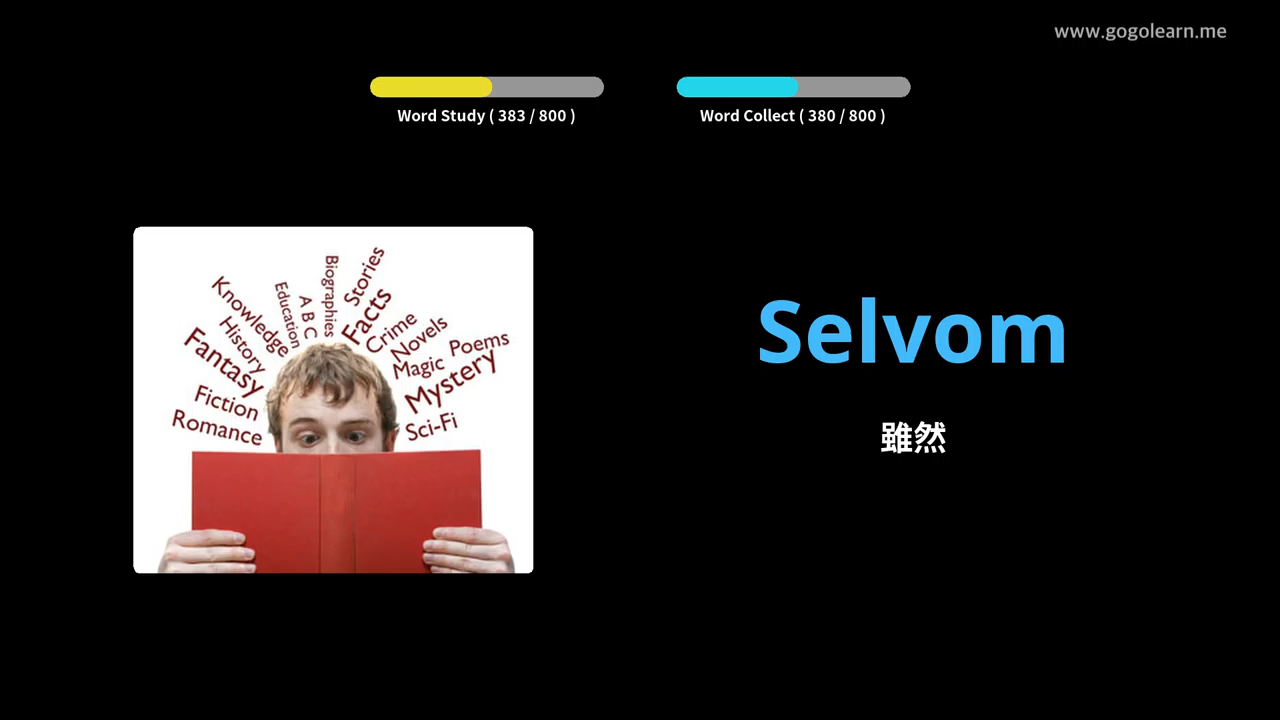 www.gogolearn.me
Word Study ( 383 / 800 )
Word Collect ( 380 / 800 )
Knowledge
History
Fantasy
Fiction
Romance
Education
A B C
Biographies
Stories
Facts
Crime
Novels
Magic
Poems
Mystery
Sci-Fi
Selvom
雖然